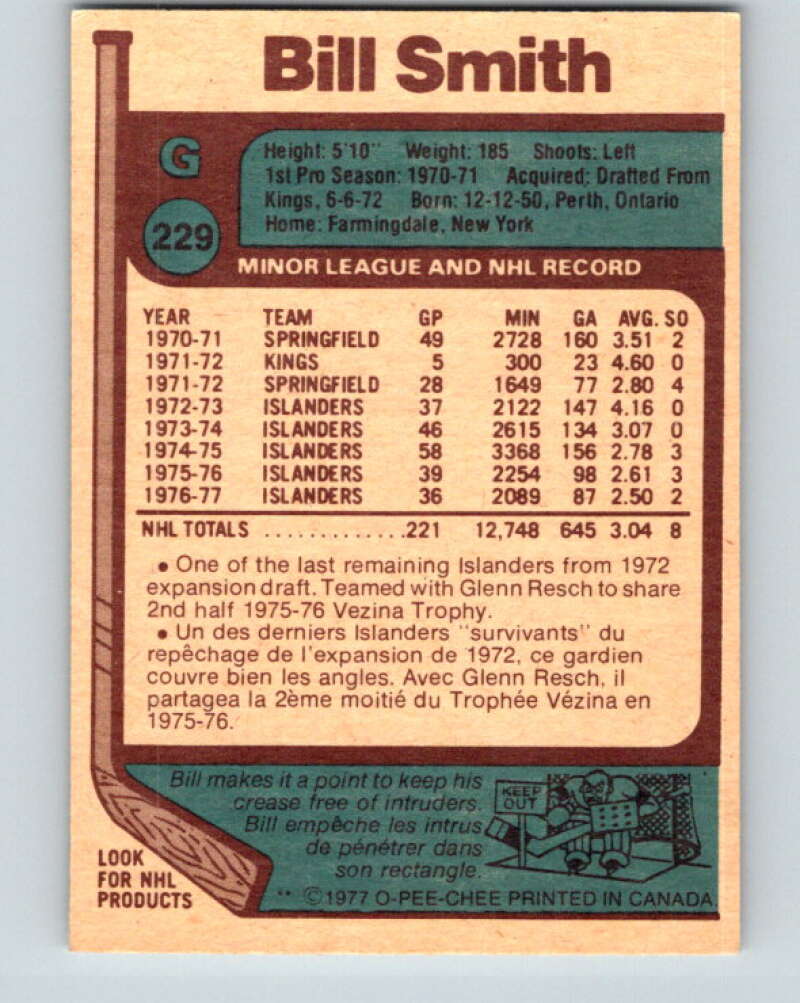 Bill Smith
G
229
Height: 5'10" Weight: 185 Shoots: Left
1st Pro Season: 1970-71 Acquired: Drafted From
Kings, 6-6-72 Born: 12-12-50, Perth, Ontario
Home: Farmingdale, New York
MINOR LEAGUE AND NHL RECORD
YEAR TEAM GP MIN GA AVG. SO
1970-71 SPRINGFIELD 49 2728 160 3.51 2
1971-72 KINGS 5 300 23 4.60 0
1971-72 SPRINGFIELD 28 1649 77 2.80 4
1972-73 ISLANDERS 37 2122 147 4.16 0
1973-74 ISLANDERS 46 2615 134 3.07 0
1974-75 ISLANDERS 58 3368 156 2.78 3
1975-76 ISLANDERS 39 2254 98 2.61 3
1976-77 ISLANDERS 36 2089 87 2.50 2
NHL TOTALS .............221 12,748 645 3.04 8
• One of the last remaining Islanders from 1972
expansion draft. Teamed with Glenn Resch to share
2nd half 1975-76 Vezina Trophy.
• Un des derniers Islanders "survivants" du
repêchage de l'expansion de 1972, ce gardien
couvre bien les angles. Avec Glenn Resch, il
partagea la 2ème moitié du Trophée Vézina en
1975-76.
Bill makes it a point to keep his
crease free of intruders.
Bill empêche les intrus
de pénétrer dans
son rectangle.
KEEP
OUT
LOOK
FOR NHL
PRODUCTS
** ©1977 O-PEE-CHEE PRINTED IN CANADA